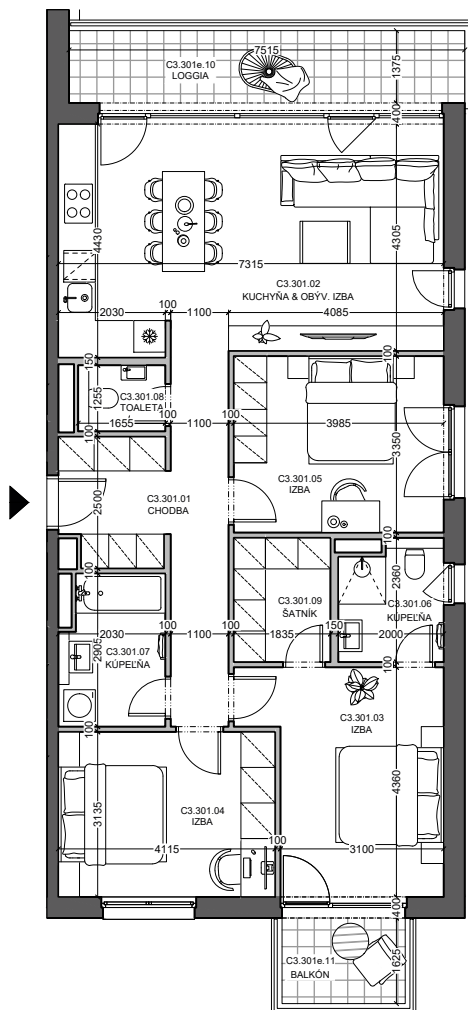 7515
C3.301e.10
LOGGIA
1375
400
4430
4305
7315
C3.301.02
KUCHYŇA & OBÝV. IZBA
2030
100
1100
4085
150
100
1255
C3.301.08
TOALETA
100
1655
1100
100
3985
100
3350
C3.301.05
IZBA
2500
C3.301.01
CHODBA
100
100
2360
C3.301.09
ŠATNÍK
C3.301.06
KÚPEĽŇA
2030
100
1100
100
1835
150
2000
2905
C3.301.07
KÚPEĽŇA
100
100
C3.301.03
IZBA
4360
3135
C3.301.04
IZBA
4115
100
3100
400
C3.301e.11
BALKÓN
1625